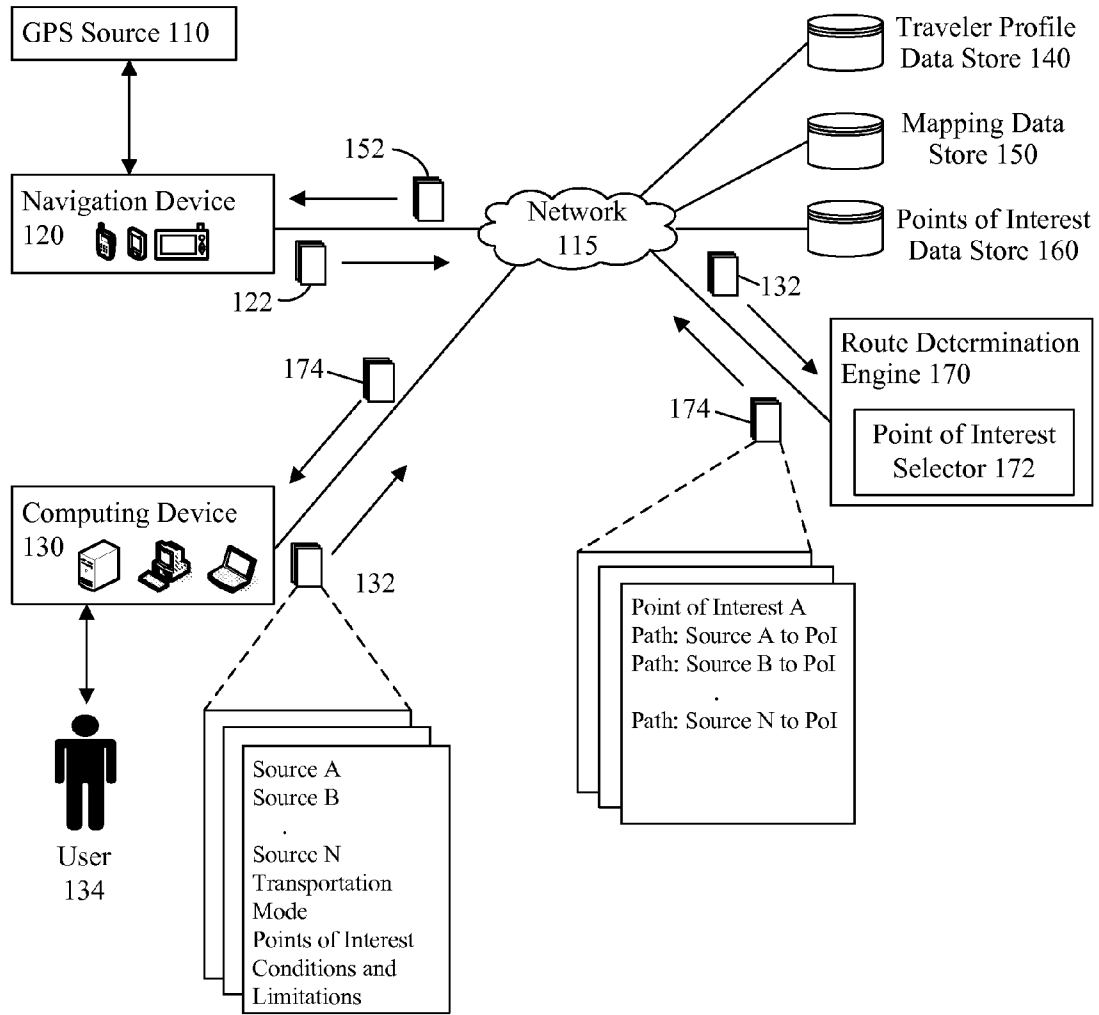 GPS Source 110
Traveler Profile
Data Store 140
152
Mapping Data
Store 150
Navigation Device
120
Network
115
Points of Interest
Data Store 160
122
132
174
Route Determination
Engine 170
174
Point of Interest
Selector 172
Computing Device
130
132
Point of Interest A
Path: Source A to PoI
Path: Source B to PoI
.
Path: Source N to PoI
Source A
Source B
.
Source N
Transportation
Mode
Points of Interest
Conditions and
Limitations
User
134